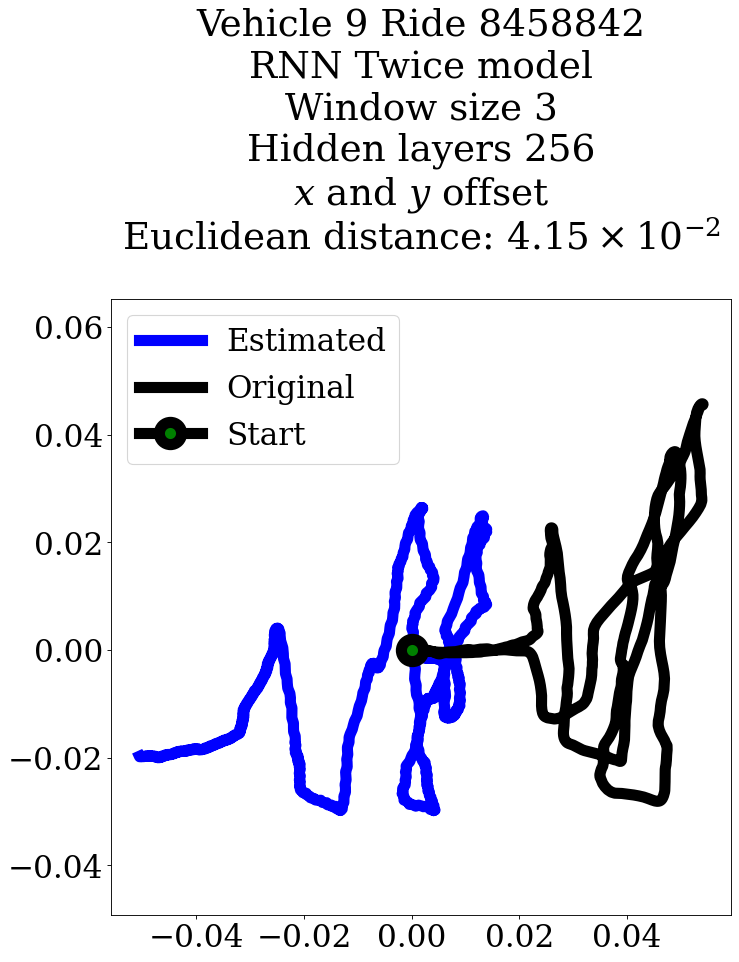 Vehicle 9 Ride 8458842
RNN Twice model
Window size 3
Hidden layers 256
x and y offset
Euclidean distance: 4.15 × 10⁻²
Estimated
Original
Start
0.06
0.04
0.02
0.00
−0.02
−0.04
−0.04 −0.02 0.00 0.02 0.04